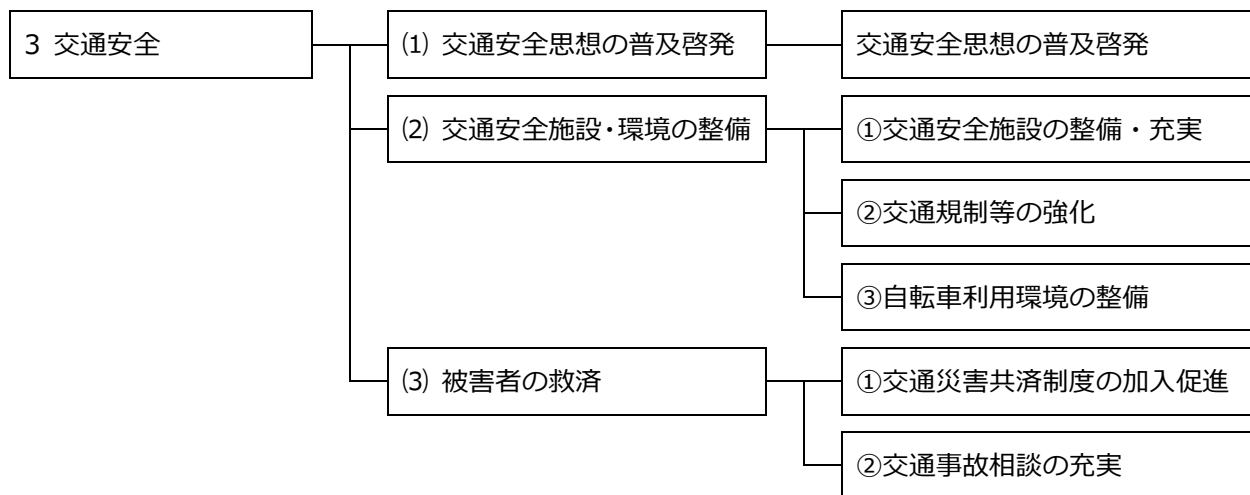 3 交通安全
⑴ 交通安全思想の普及啓発
交通安全思想の普及啓発
⑵ 交通安全施設・環境の整備
①交通安全施設の整備・充実
②交通規制等の強化
③自転車利用環境の整備
⑶ 被害者の救済
①交通災害共済制度の加入促進
②交通事故相談の充実